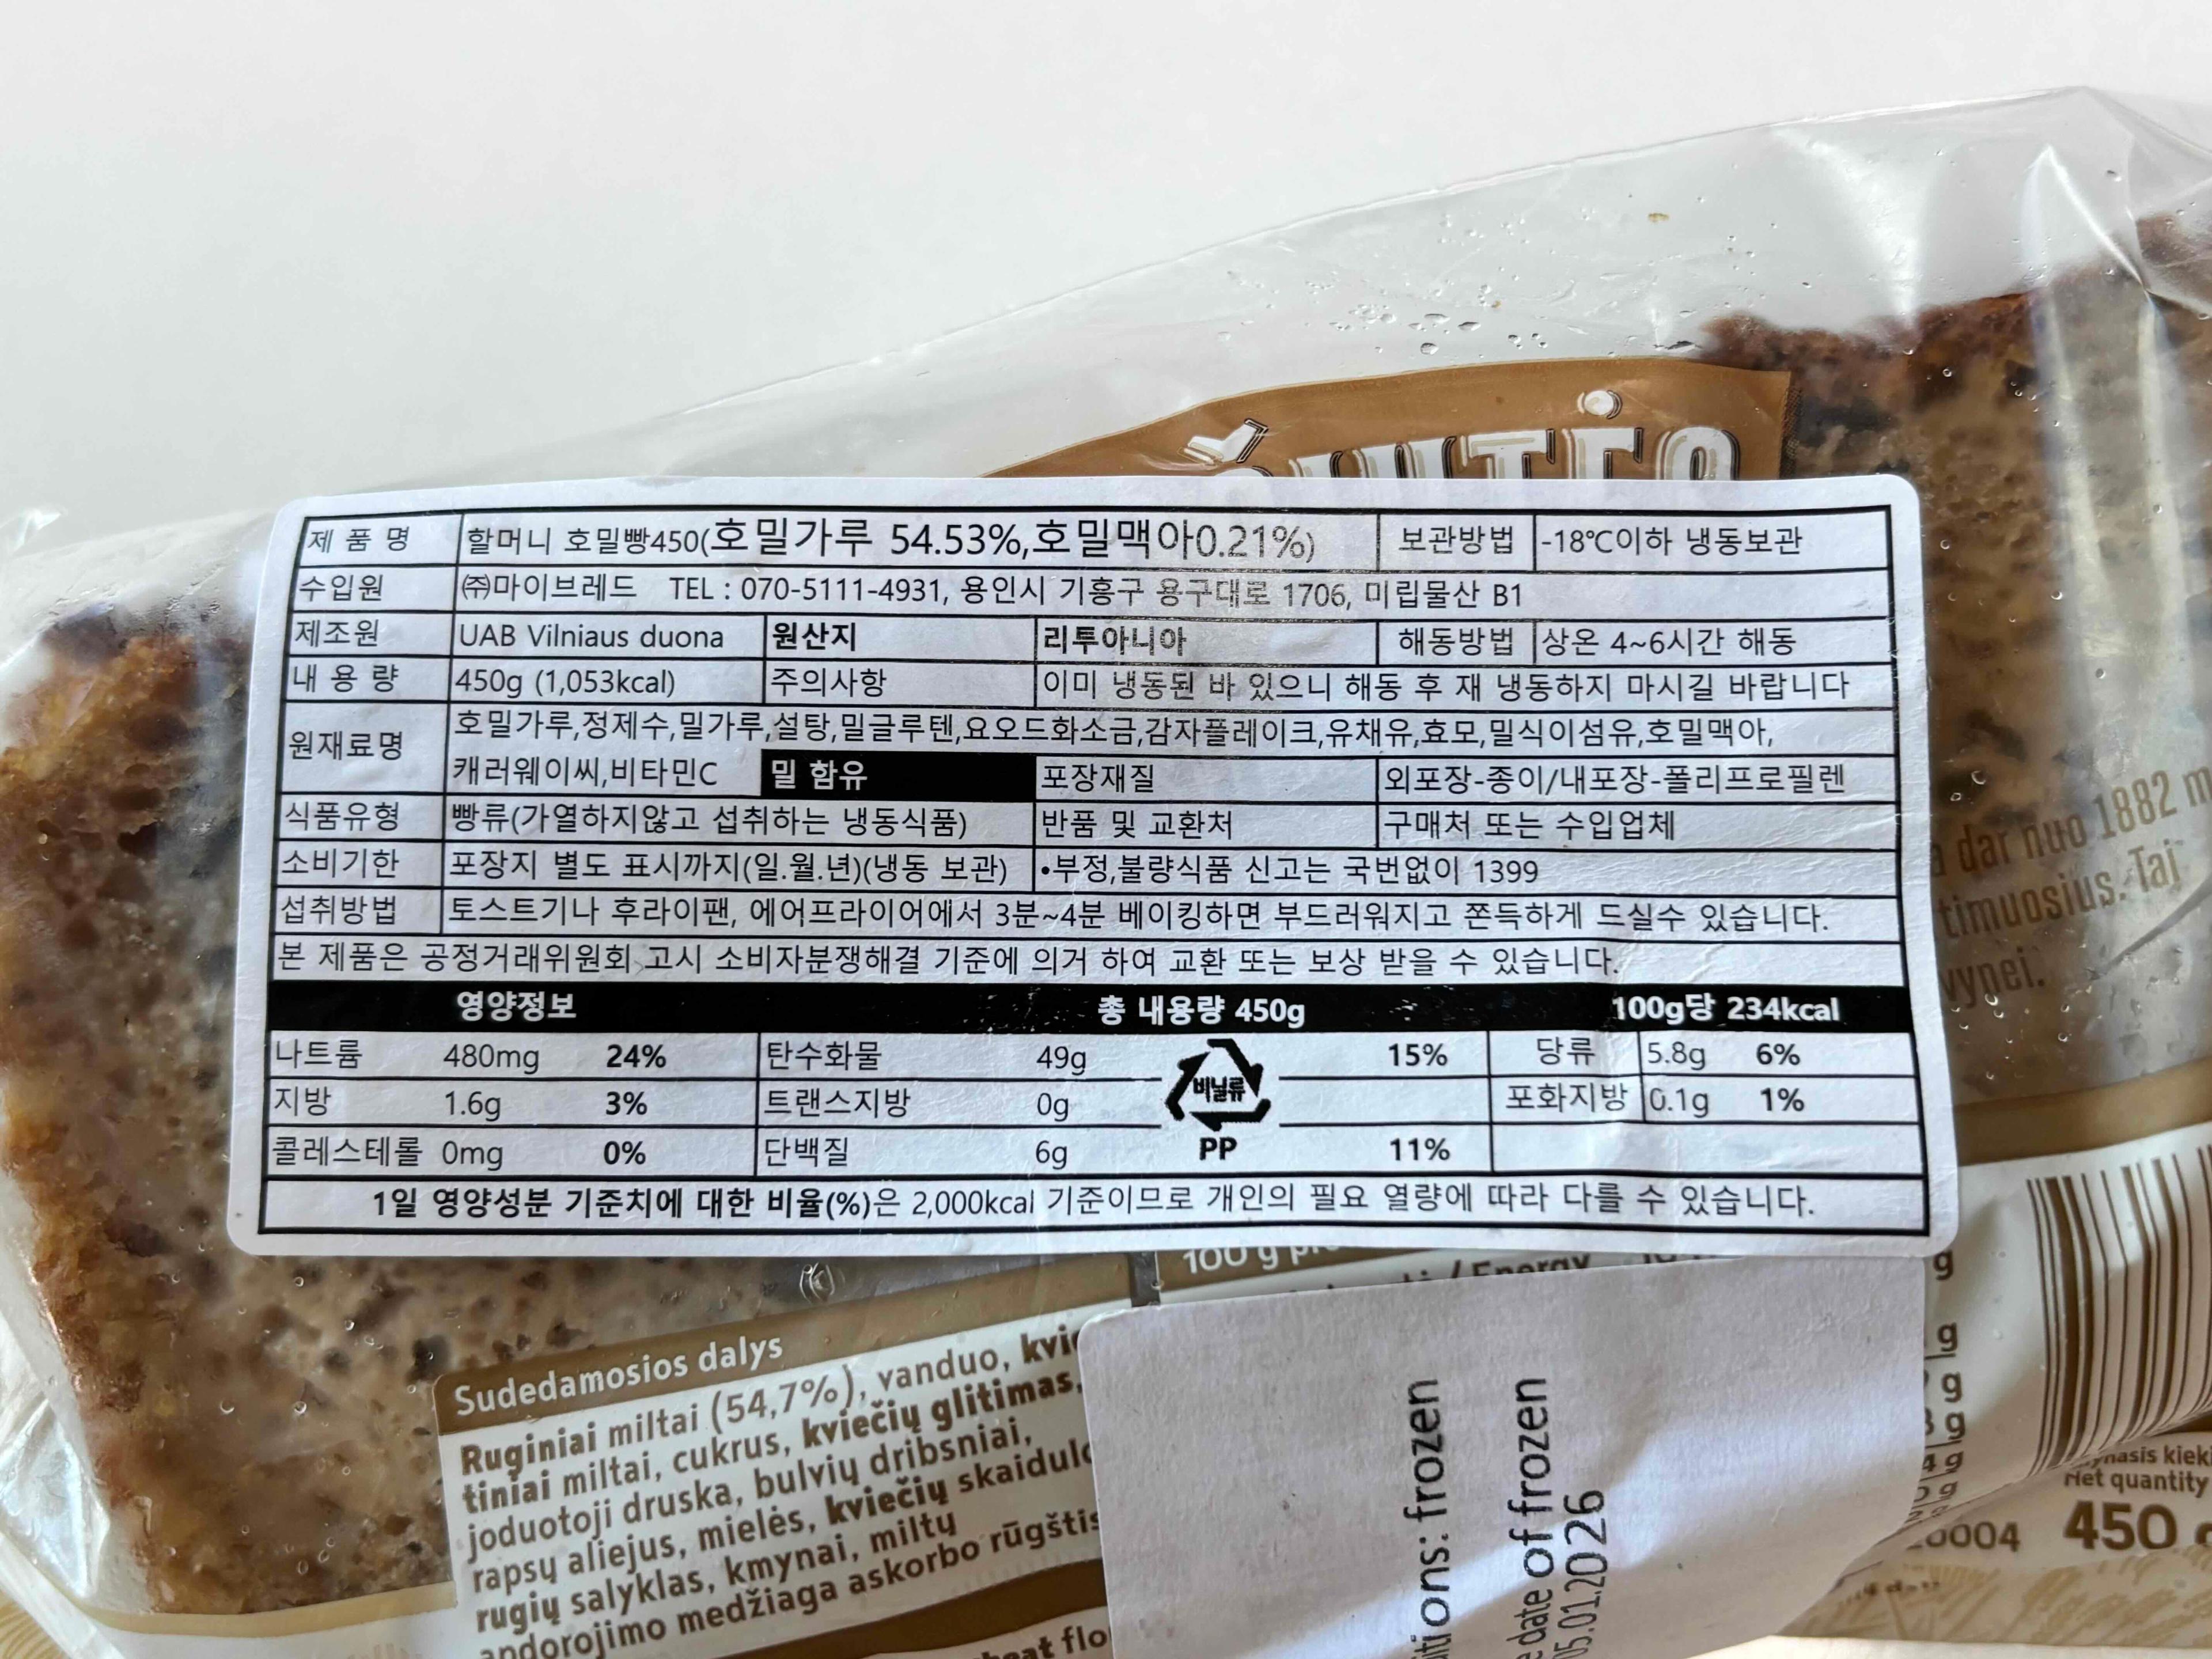 제 품 명 할머니 호밀빵450(호밀가루 54.53%,호밀맥아0.21%) 보관방법 -18℃이하 냉동보관
수입원 ㈜마이브레드 TEL : 070-5111-4931, 용인시 기흥구 용구대로 1706, 미립물산 B1
제조원 UAB Vilniaus duona 원산지 리투아니아 해동방법 상온 4~6시간 해동
내 용 량 450g (1,053kcal) 주의사항 이미 냉동된 바 있으니 해동 후 재 냉동하지 마시길 바랍니다
원재료명 호밀가루,정제수,밀가루,설탕,밀글루텐,요오드화소금,감자플레이크,유채유,효모,밀식이섬유,호밀맥아,
캐러웨이씨,비타민C 밀 함유 포장재질 외포장-종이/내포장-폴리프로필렌
식품유형 빵류(가열하지않고 섭취하는 냉동식품) 반품 및 교환처 구매처 또는 수입업체
소비기한 포장지 별도 표시까지(일.월.년)(냉동 보관) •부정,불량식품 신고는 국번없이 1399
섭취방법 토스트기나 후라이팬, 에어프라이어에서 3분~4분 베이킹하면 부드러워지고 쫀득하게 드실수 있습니다.
본 제품은 공정거래위원회 고시 소비자분쟁해결 기준에 의거 하여 교환 또는 보상 받을 수 있습니다.
영양정보 총 내용량 450g 100g당 234kcal
나트륨 480mg 24% 탄수화물 49g 15% 당류 5.8g 6%
지방 1.6g 3% 트랜스지방 0g 포화지방 0.1g 1%
콜레스테롤 0mg 0% 단백질 6g 11%
비닐류
PP
1일 영양성분 기준치에 대한 비율(%)은 2,000kcal 기준이므로 개인의 필요 열량에 따라 다를 수 있습니다.
dar nuo 1882 m
timuosius. Tai
vynei.
100 g
Energy
Sudedamosios dalys
Ruginiai miltai (54,7%), vanduo, kvie
tiniai miltai, cukrus, kviečių glitimas,
joduotoji druska, bulvių dribsniai,
rapsų aliejus, mielės, kviečių skaidulo
rugių salyklas, kmynai, miltų
apdorojimo medžiaga askorbo rūgštis
frozen
date of frozen
05.01.2026
kieki
Net quantity
450